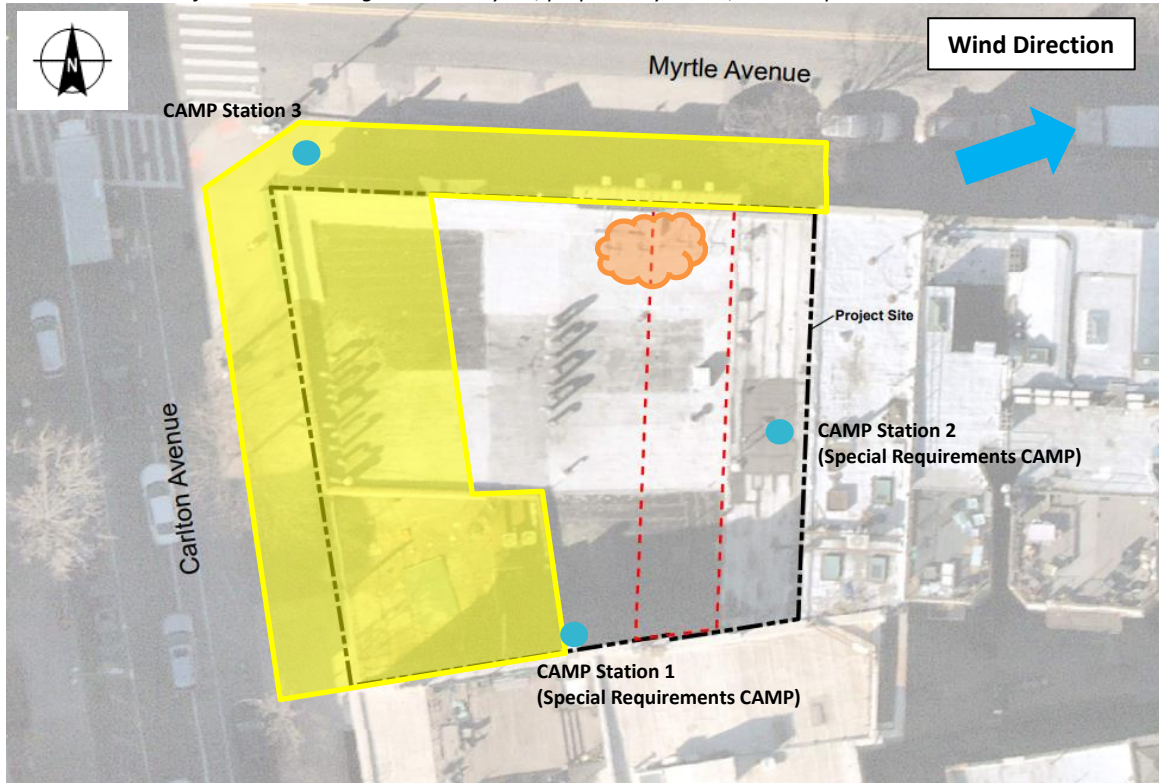 Wind Direction
N
Myrtle Avenue
CAMP Station 3
Project Site
Carlton Avenue
CAMP Station 2
(Special Requirements CAMP)
CAMP Station 1
(Special Requirements CAMP)